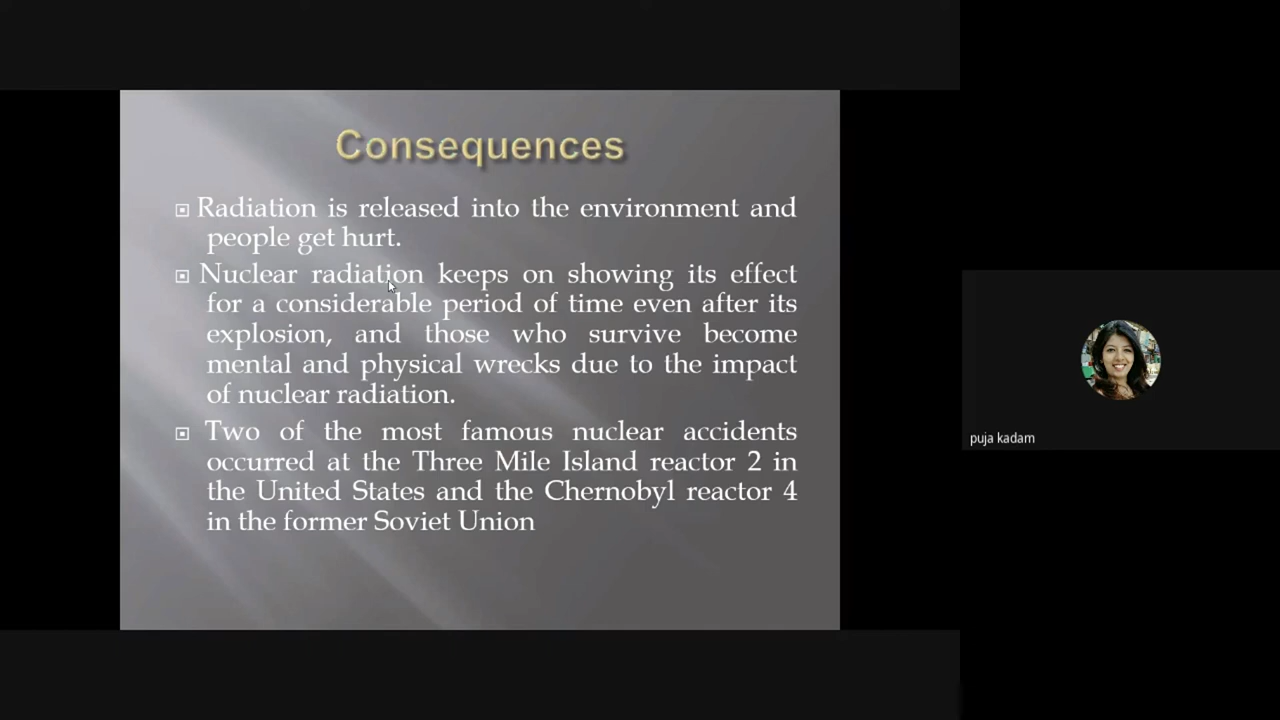 Consequences
Radiation is released into the environment and
people get hurt.
Nuclear radiation keeps on showing its effect
for a considerable period of time even after its
explosion, and those who survive become
mental and physical wrecks due to the impact
of nuclear radiation.
Two of the most famous nuclear accidents
occurred at the Three Mile Island reactor 2 in
the United States and the Chernobyl reactor 4
in the former Soviet Union
puja kadam